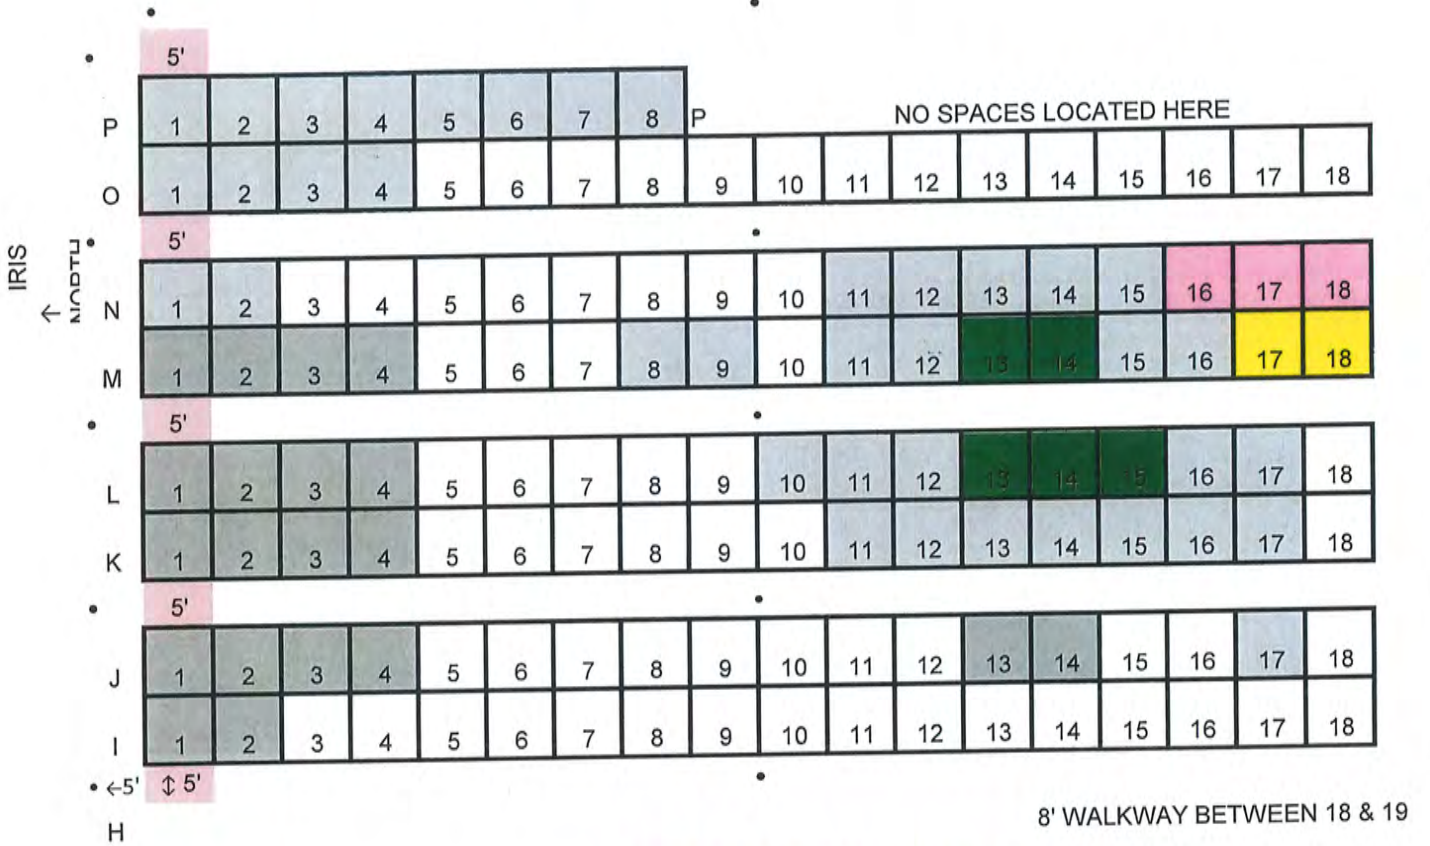 5'
P 1 2 3 4 5 6 7 8 P NO SPACES LOCATED HERE
O 1 2 3 4 5 6 7 8 9 10 11 12 13 14 15 16 17 18
5'
IRIS
↑ NORTH
N 1 2 3 4 5 6 7 8 9 10 11 12 13 14 15 16 17 18
M 1 2 3 4 5 6 7 8 9 10 11 12 13 14 15 16 17 18
5'
L 1 2 3 4 5 6 7 8 9 10 11 12 13 14 15 16 17 18
K 1 2 3 4 5 6 7 8 9 10 11 12 13 14 15 16 17 18
5'
J 1 2 3 4 5 6 7 8 9 10 11 12 13 14 15 16 17 18
I 1 2 3 4 5 6 7 8 9 10 11 12 13 14 15 16 17 18
←5' ↕ 5'
8' WALKWAY BETWEEN 18 & 19
H